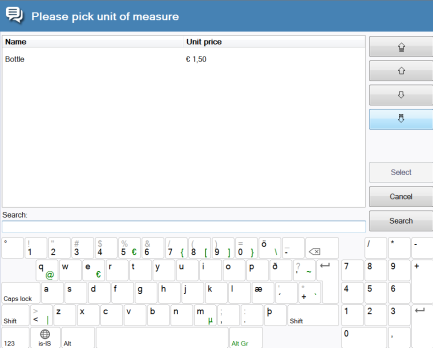 Please pick unit of measure
Name Unit price
Bottle € 1,50
Select
Cancel
Search:
Search
° ! 1 " 2 # 3 $ 4 % 5 € & 6 / 7 { ( 8 [ ) 9 ] = 0 } ö \ _ - / * -
q @ w e € r t y u i o p ð ? ' ~ 7 8 9 +
Caps lock a s d f g h j k l æ ' ´ * + ` 4 5 6
Shift > < | z x c v b n m µ ; , : . þ Shift 1 2 3
123 is-IS Alt Alt Gr 0 ,